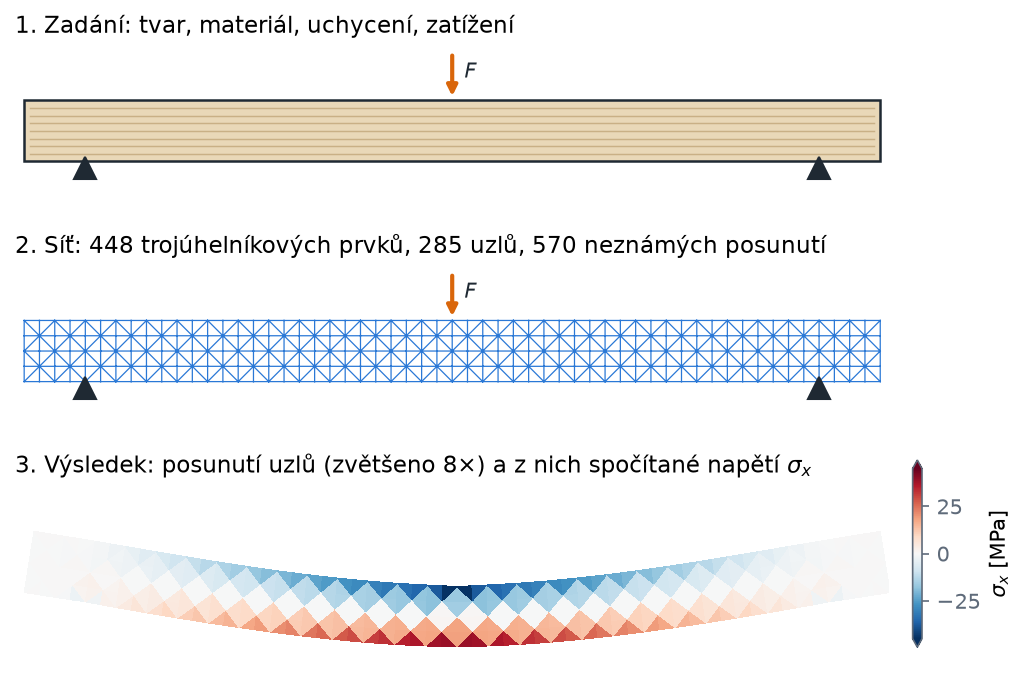 1. Zadání: tvar, materiál, uchycení, zatížení
F
2. Síť: 448 trojúhelníkových prvků, 285 uzlů, 570 neznámých posunutí
F
3. Výsledek: posunutí uzlů (zvětšeno 8×) a z nich spočítané napětí σₓ
25
0
−25
σₓ [MPa]